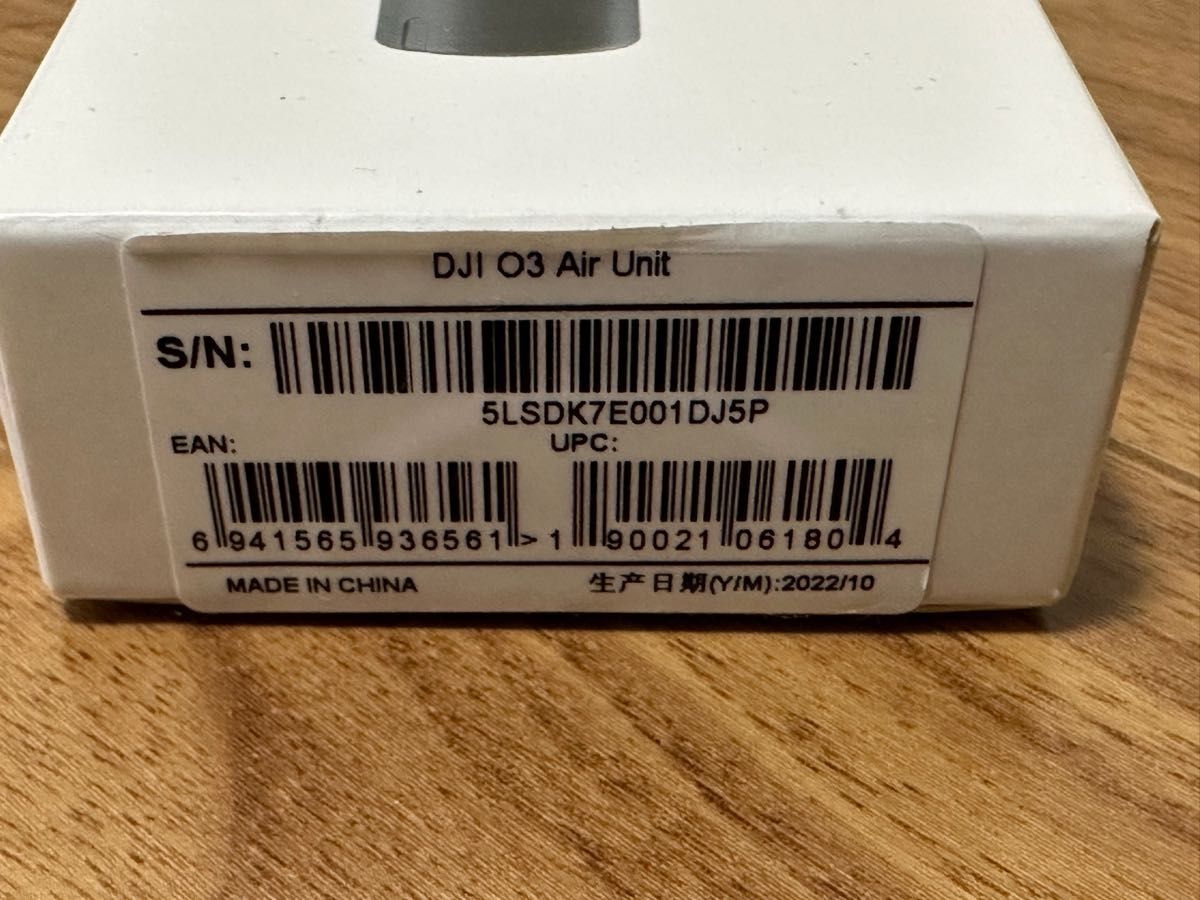 DJI O3 Air Unit
S/N:
5LSDK7E001DJ5P
EAN: UPC:
6 941565 936561 > 1 90021 06180 4
MADE IN CHINA 生产日期(Y/M):2022/10